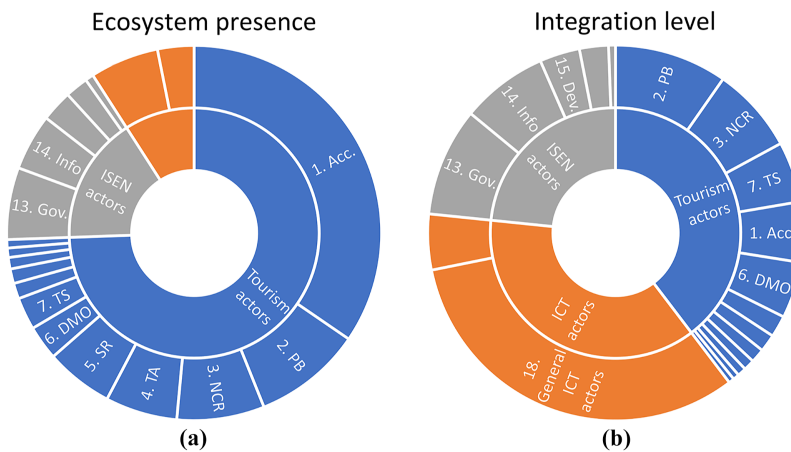 Ecosystem presence
Integration level
1. Acc.
2. PB
3. NCR
4. TA
5. SR
6. DMO
7. TS
13. Gov.
14. Info
ISEN
actors
Tourism
actors
2. PB
3. NCR
7. TS
1. Acc
6. DMO
18.
General
ICT
actors
13. Gov.
14. Info
15. Dev.
ISEN
actors
Tourism
actors
ICT
actors
(a)
(b)